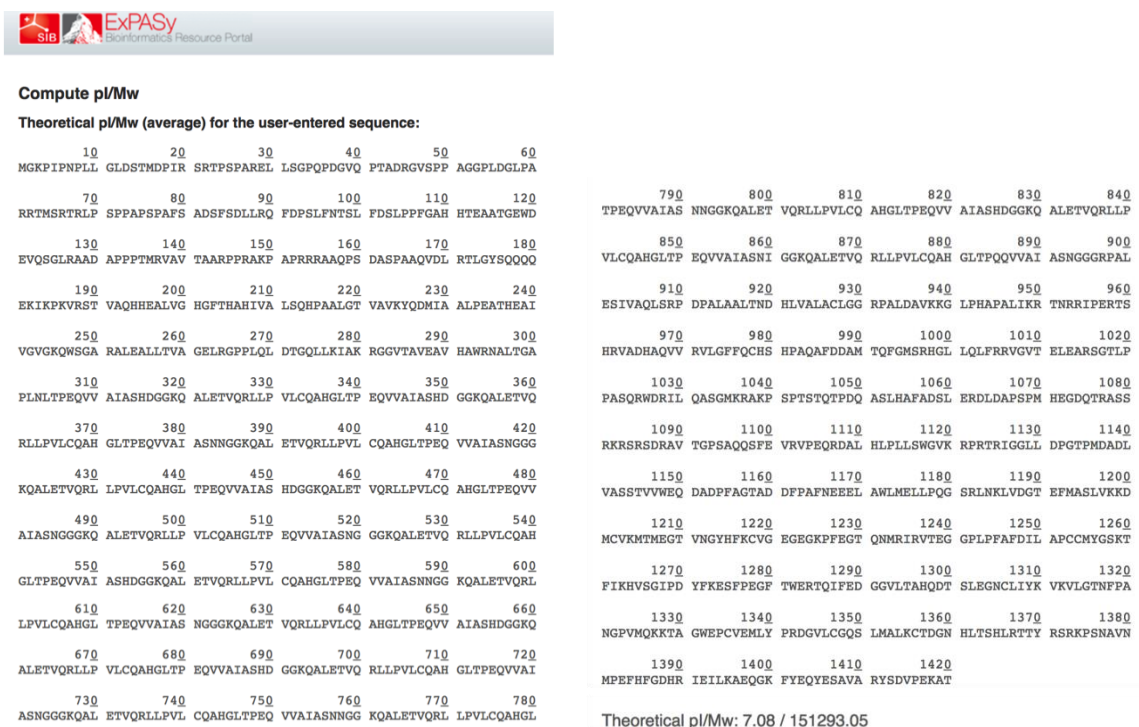 SIB
ExPASy
Bioinformatics Resource Portal
Compute pI/Mw
Theoretical pI/Mw (average) for the user-entered sequence:
10 20 30 40 50 60
MGKPIPNPLL GLDSTMDPIR SRTPSPAREL LSGPQPDGVQ PTADRGVSPP AGGPLDGLPA
70 80 90 100 110 120
RRTMSRTRLP SPPAPSPAFS ADSFSDLLRQ FDPSLFNTSL FDSLPPFGAH HTEAATGEWD
130 140 150 160 170 180
EVQSGLRAAD APPPTMRVAV TAARPPRAKP APRRRAAQPS DASPAAQVDL RTLGYSQQQQ
190 200 210 220 230 240
EKIKPKVRST VAQHHEALVG HGFTHAHIVA LSQHPAALGT VAVKYQDMIA ALPEATHEAI
250 260 270 280 290 300
VGVGKQWSGA RALEALLTVA GELRGPPLQL DTGQLLKIAK RGGVTAVEAV HAWRNALTGA
310 320 330 340 350 360
PLNLTPEQVV AIASHDGGKQ ALETVQRLLP VLCQAHGLTP EQVVAIASHD GGKQALETVQ
370 380 390 400 410 420
RLLPVLCQAH GLTPEQVVAI ASNNGGKQAL ETVQRLLPVL CQAHGLTPEQ VVAIASNGGG
430 440 450 460 470 480
KQALETVQRL LPVLCQAHGL TPEQVVAIAS HDGGKQALET VQRLLPVLCQ AHGLTPEQVV
490 500 510 520 530 540
AIASNGGGKQ ALETVQRLLP VLCQAHGLTP EQVVAIASNG GGKQALETVQ RLLPVLCQAH
550 560 570 580 590 600
GLTPEQVVAI ASHDGGKQAL ETVQRLLPVL CQAHGLTPEQ VVAIASNNGG KQALETVQRL
610 620 630 640 650 660
LPVLCQAHGL TPEQVVAIAS NGGGKQALET VQRLLPVLCQ AHGLTPEQVV AIASHDGGKQ
670 680 690 700 710 720
ALETVQRLLP VLCQAHGLTP EQVVAIASHD GGKQALETVQ RLLPVLCQAH GLTPEQVVAI
730 740 750 760 770 780
ASNGGGKQAL ETVQRLLPVL CQAHGLTPEQ VVAIASNNGG KQALETVQRL LPVLCQAHGL
790 800 810 820 830 840
TPEQVVAIAS NNGGKQALET VQRLLPVLCQ AHGLTPEQVV AIASHDGGKQ ALETVQRLLP
850 860 870 880 890 900
VLCQAHGLTP EQVVAIASNI GGKQALETVQ RLLPVLCQAH GLTPQQVVAI ASNGGGRPAL
910 920 930 940 950 960
ESIVAQLSRP DPALAALTND HLVALACLGG RPALDAVKKG LPHAPALIKR TNRRIPERTS
970 980 990 1000 1010 1020
HRVADHAQVV RVLGFFQCHS HPAQAFDDAM TQFGMSRHGL LQLFRRVGVT ELEARSGTLP
1030 1040 1050 1060 1070 1080
PASQRWDRIL QASGMKRAKP SPTSTQTPDQ ASLHAFADSL ERDLDAPSPM HEGDQTRASS
1090 1100 1110 1120 1130 1140
RKRSRSDRAV TGPSAQQSFE VRVPEQRDAL HLPLLSWGVK RPRTRIGGLL DPGTPMDADL
1150 1160 1170 1180 1190 1200
VASSTVVWEQ DADPFAGTAD DFPAFNEEEL AWLMELLPQG SRLNKLVDGT EFMASLVKKD
1210 1220 1230 1240 1250 1260
MCVKMTMEGT VNGYHFKCVG EGEGKPFEGT QNMRIRVTEG GPLPFAFDIL APCCMYGSKT
1270 1280 1290 1300 1310 1320
FIKHVSGIPD YFKESFPEGF TWERTQIFED GGVLTAHQDT SLEGNCLIYK VKVLGTNFPA
1330 1340 1350 1360 1370 1380
NGPVMQKKTA GWEPCVEMLY PRDGVLCGQS LMALKCTDGN HLTSHLRTTY RSRKPSNAVN
1390 1400 1410 1420
MPEFHFGDHR IEILKAEQGK FYEQYESAVA RYSDVPEKAT
Theoretical pI/Mw: 7.08 / 151293.05